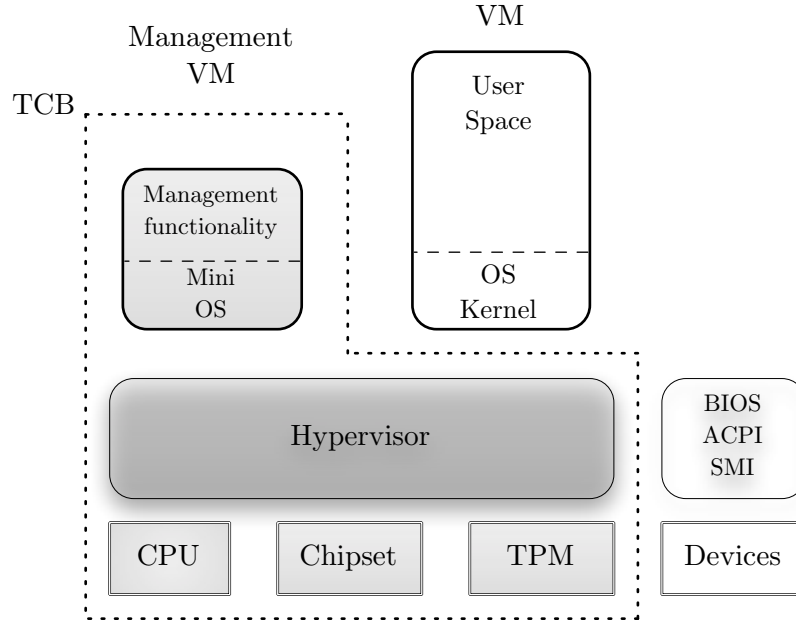 Management
VM
VM
TCB
User
Space
Management
functionality
Mini
OS
OS
Kernel
Hypervisor
BIOS
ACPI
SMI
CPU
Chipset
TPM
Devices